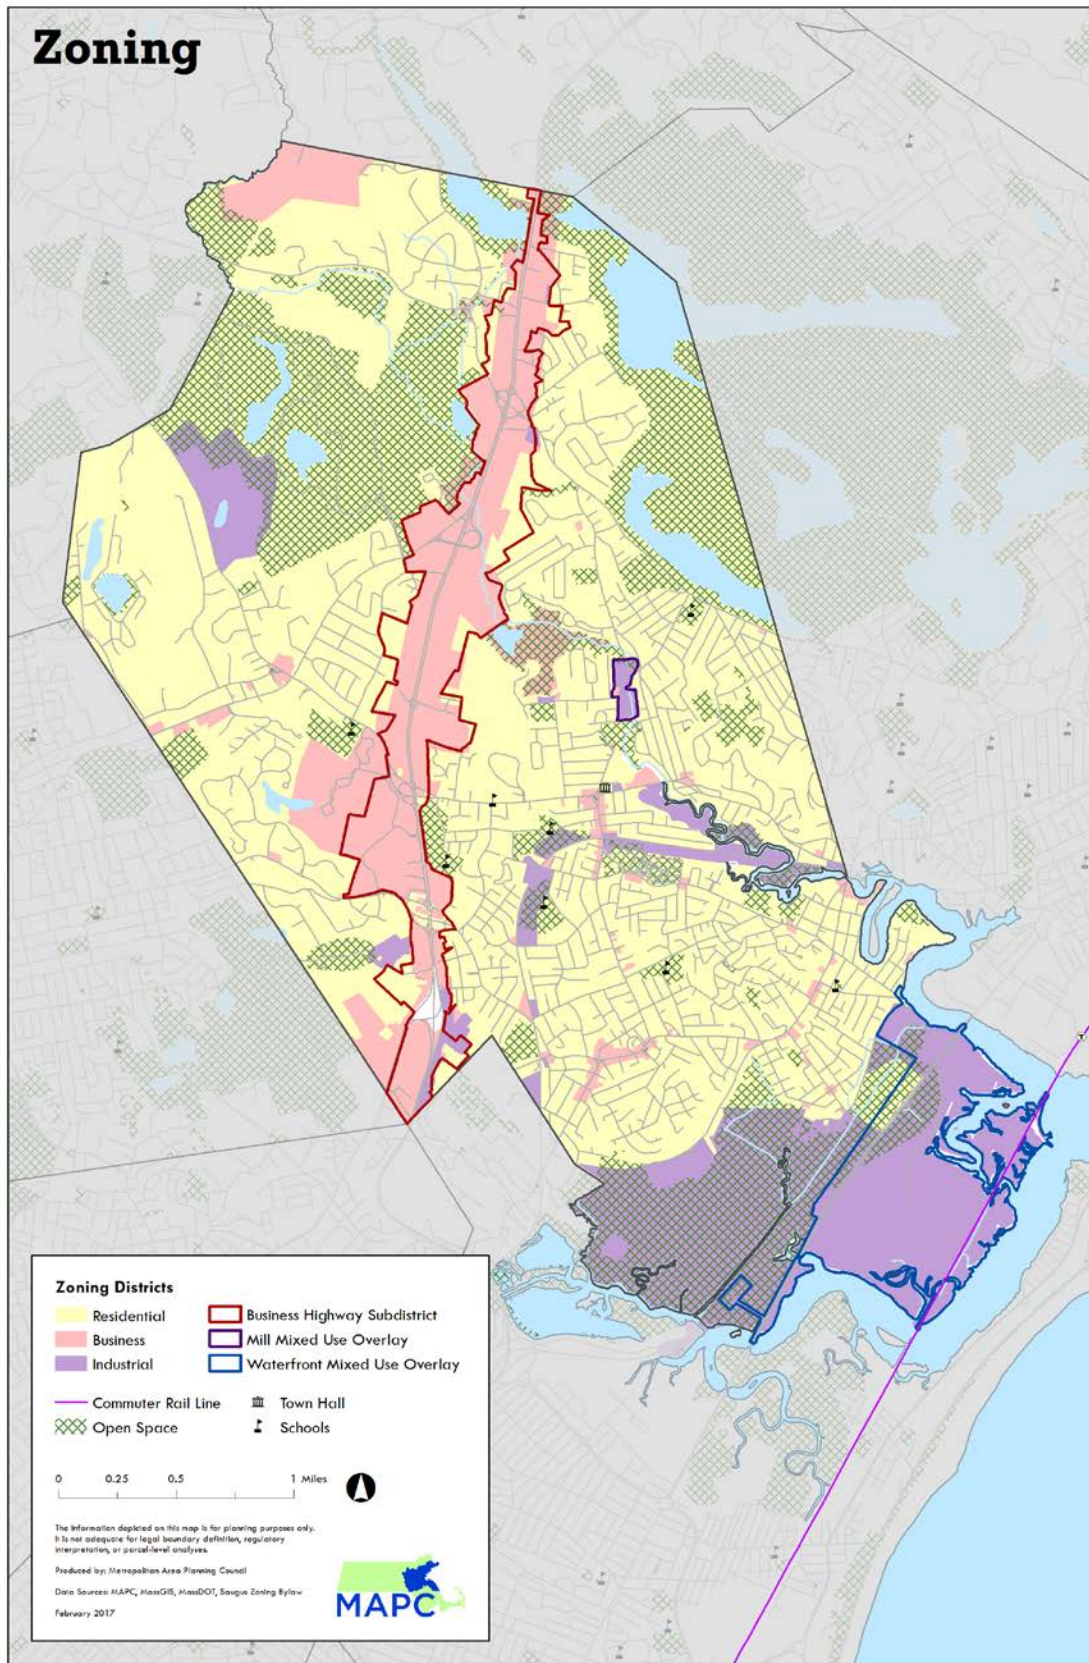 Zoning
Zoning Districts
Residential
Business
Industrial
Business Highway Subdistrict
Mill Mixed Use Overlay
Waterfront Mixed Use Overlay
Commuter Rail Line
Open Space
Town Hall
Schools
0 0.25 0.5 1 Miles
The information depicted on this map is for planning purposes only.
It is not adequate for legal boundary definition, regulatory
interpretation, or parcel-level analyses.
Produced by: Metropolitan Area Planning Council
Data Sources: MAPC, MassGIS, MassDOT, Saugus Zoning Bylaw
February 2017
MAPC